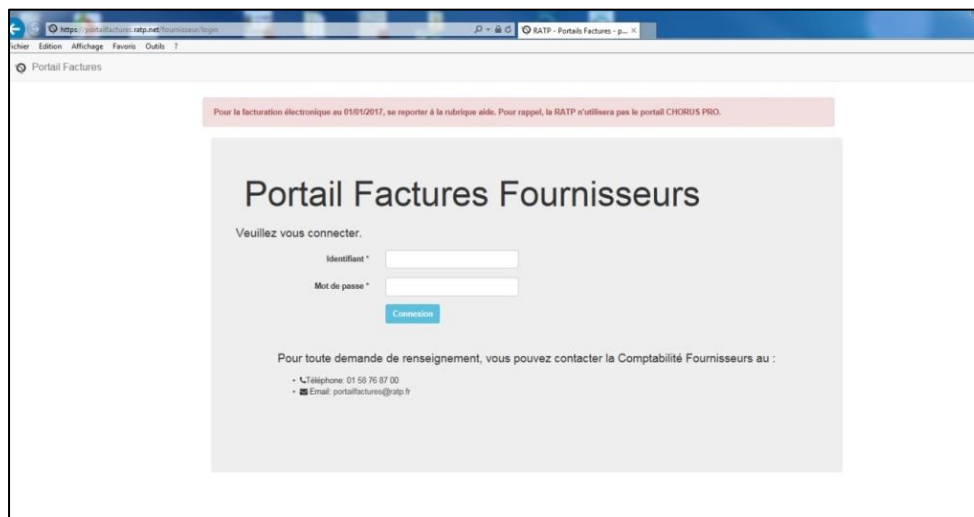 https://portailfactures.ratp.net/fournisseur/login
RATP - Portails Factures - p...
ichier Edition Affichage Favoris Outils ?
Portail Factures
Pour la facturation électronique au 01/01/2017, se reporter à la rubrique aide. Pour rappel, la RATP n'utilisera pas le portail CHORUS PRO.
Portail Factures Fournisseurs
Veuillez vous connecter.
Identifiant *
Mot de passe *
Connexion
Pour toute demande de renseignement, vous pouvez contacter la Comptabilité Fournisseurs au :
Téléphone: 01 58 76 87 00
Email: portailfactures@ratp.fr